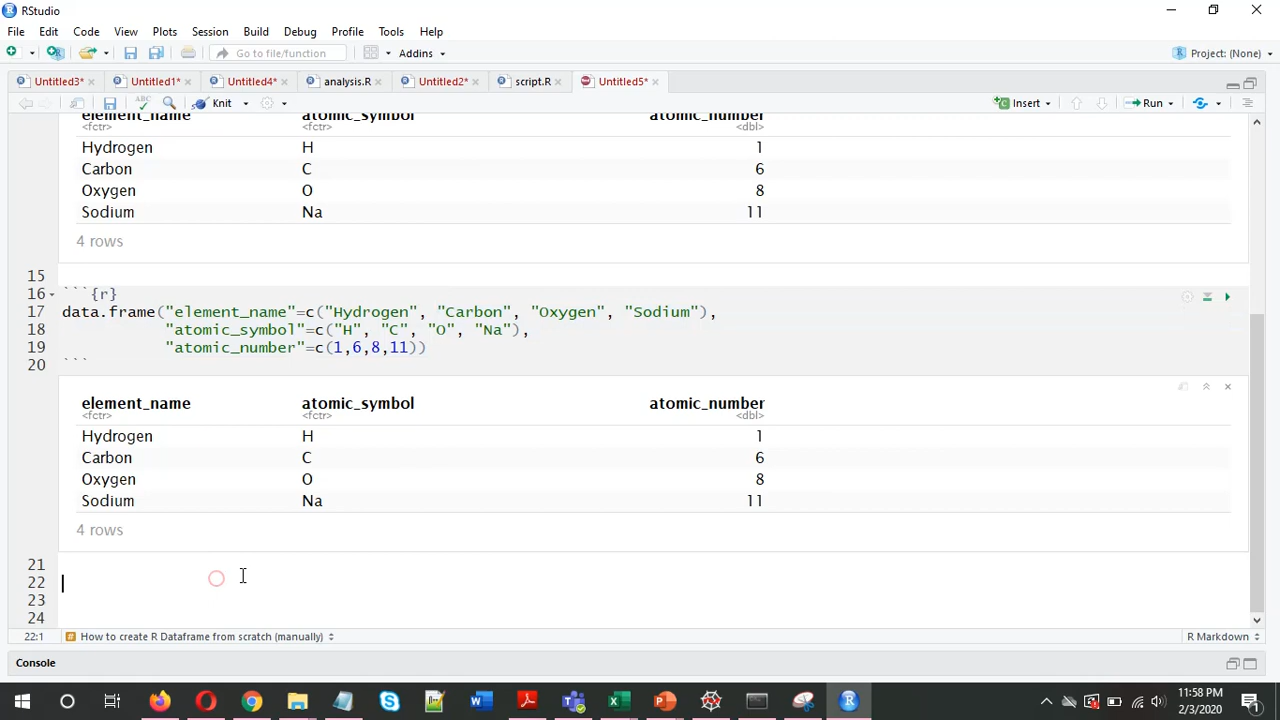 RStudio
File Edit Code View Plots Session Build Debug Profile Tools Help
Go to file/function Addins Project: (None)
Untitled3* Untitled1* Untitled4* analysis.R Untitled2* script.R Untitled5*
ABC Knit Insert Run
element_name atomic_symbol atomic_number
<fctr> <fctr> <dbl>
Hydrogen H 1
Carbon C 6
Oxygen O 8
Sodium Na 11
4 rows
15
16 ```{r}
17 data.frame("element_name"=c("Hydrogen", "Carbon", "Oxygen", "Sodium"),
18 "atomic_symbol"=c("H", "C", "O", "Na"),
19 "atomic_number"=c(1,6,8,11))
20 ```
element_name atomic_symbol atomic_number
<fctr> <fctr> <dbl>
Hydrogen H 1
Carbon C 6
Oxygen O 8
Sodium Na 11
4 rows
21
22
23
24
22:1 # How to create R Dataframe from scratch (manually) R Markdown
Console
11:58 PM
2/3/2020